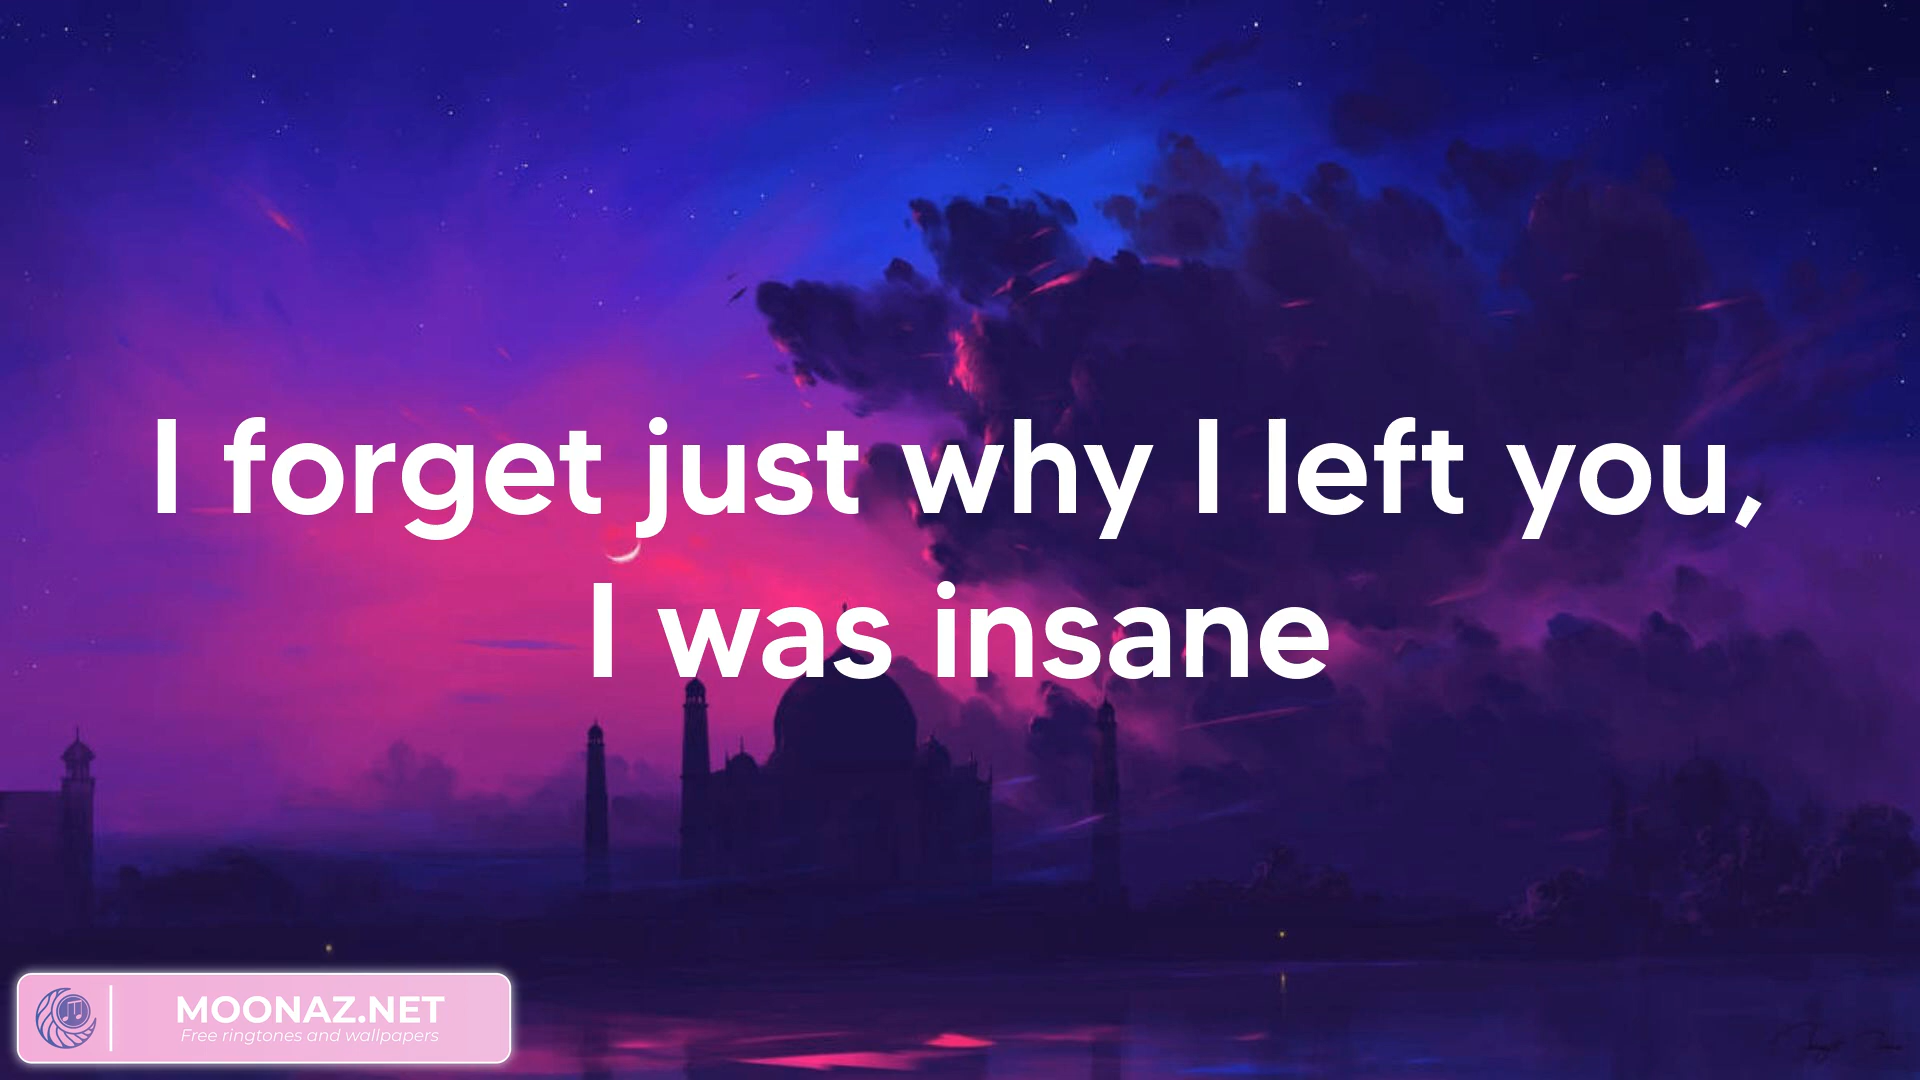 I forget just why I left you,
I was insane
MOONAZ.NET
Free ringtones and wallpapers